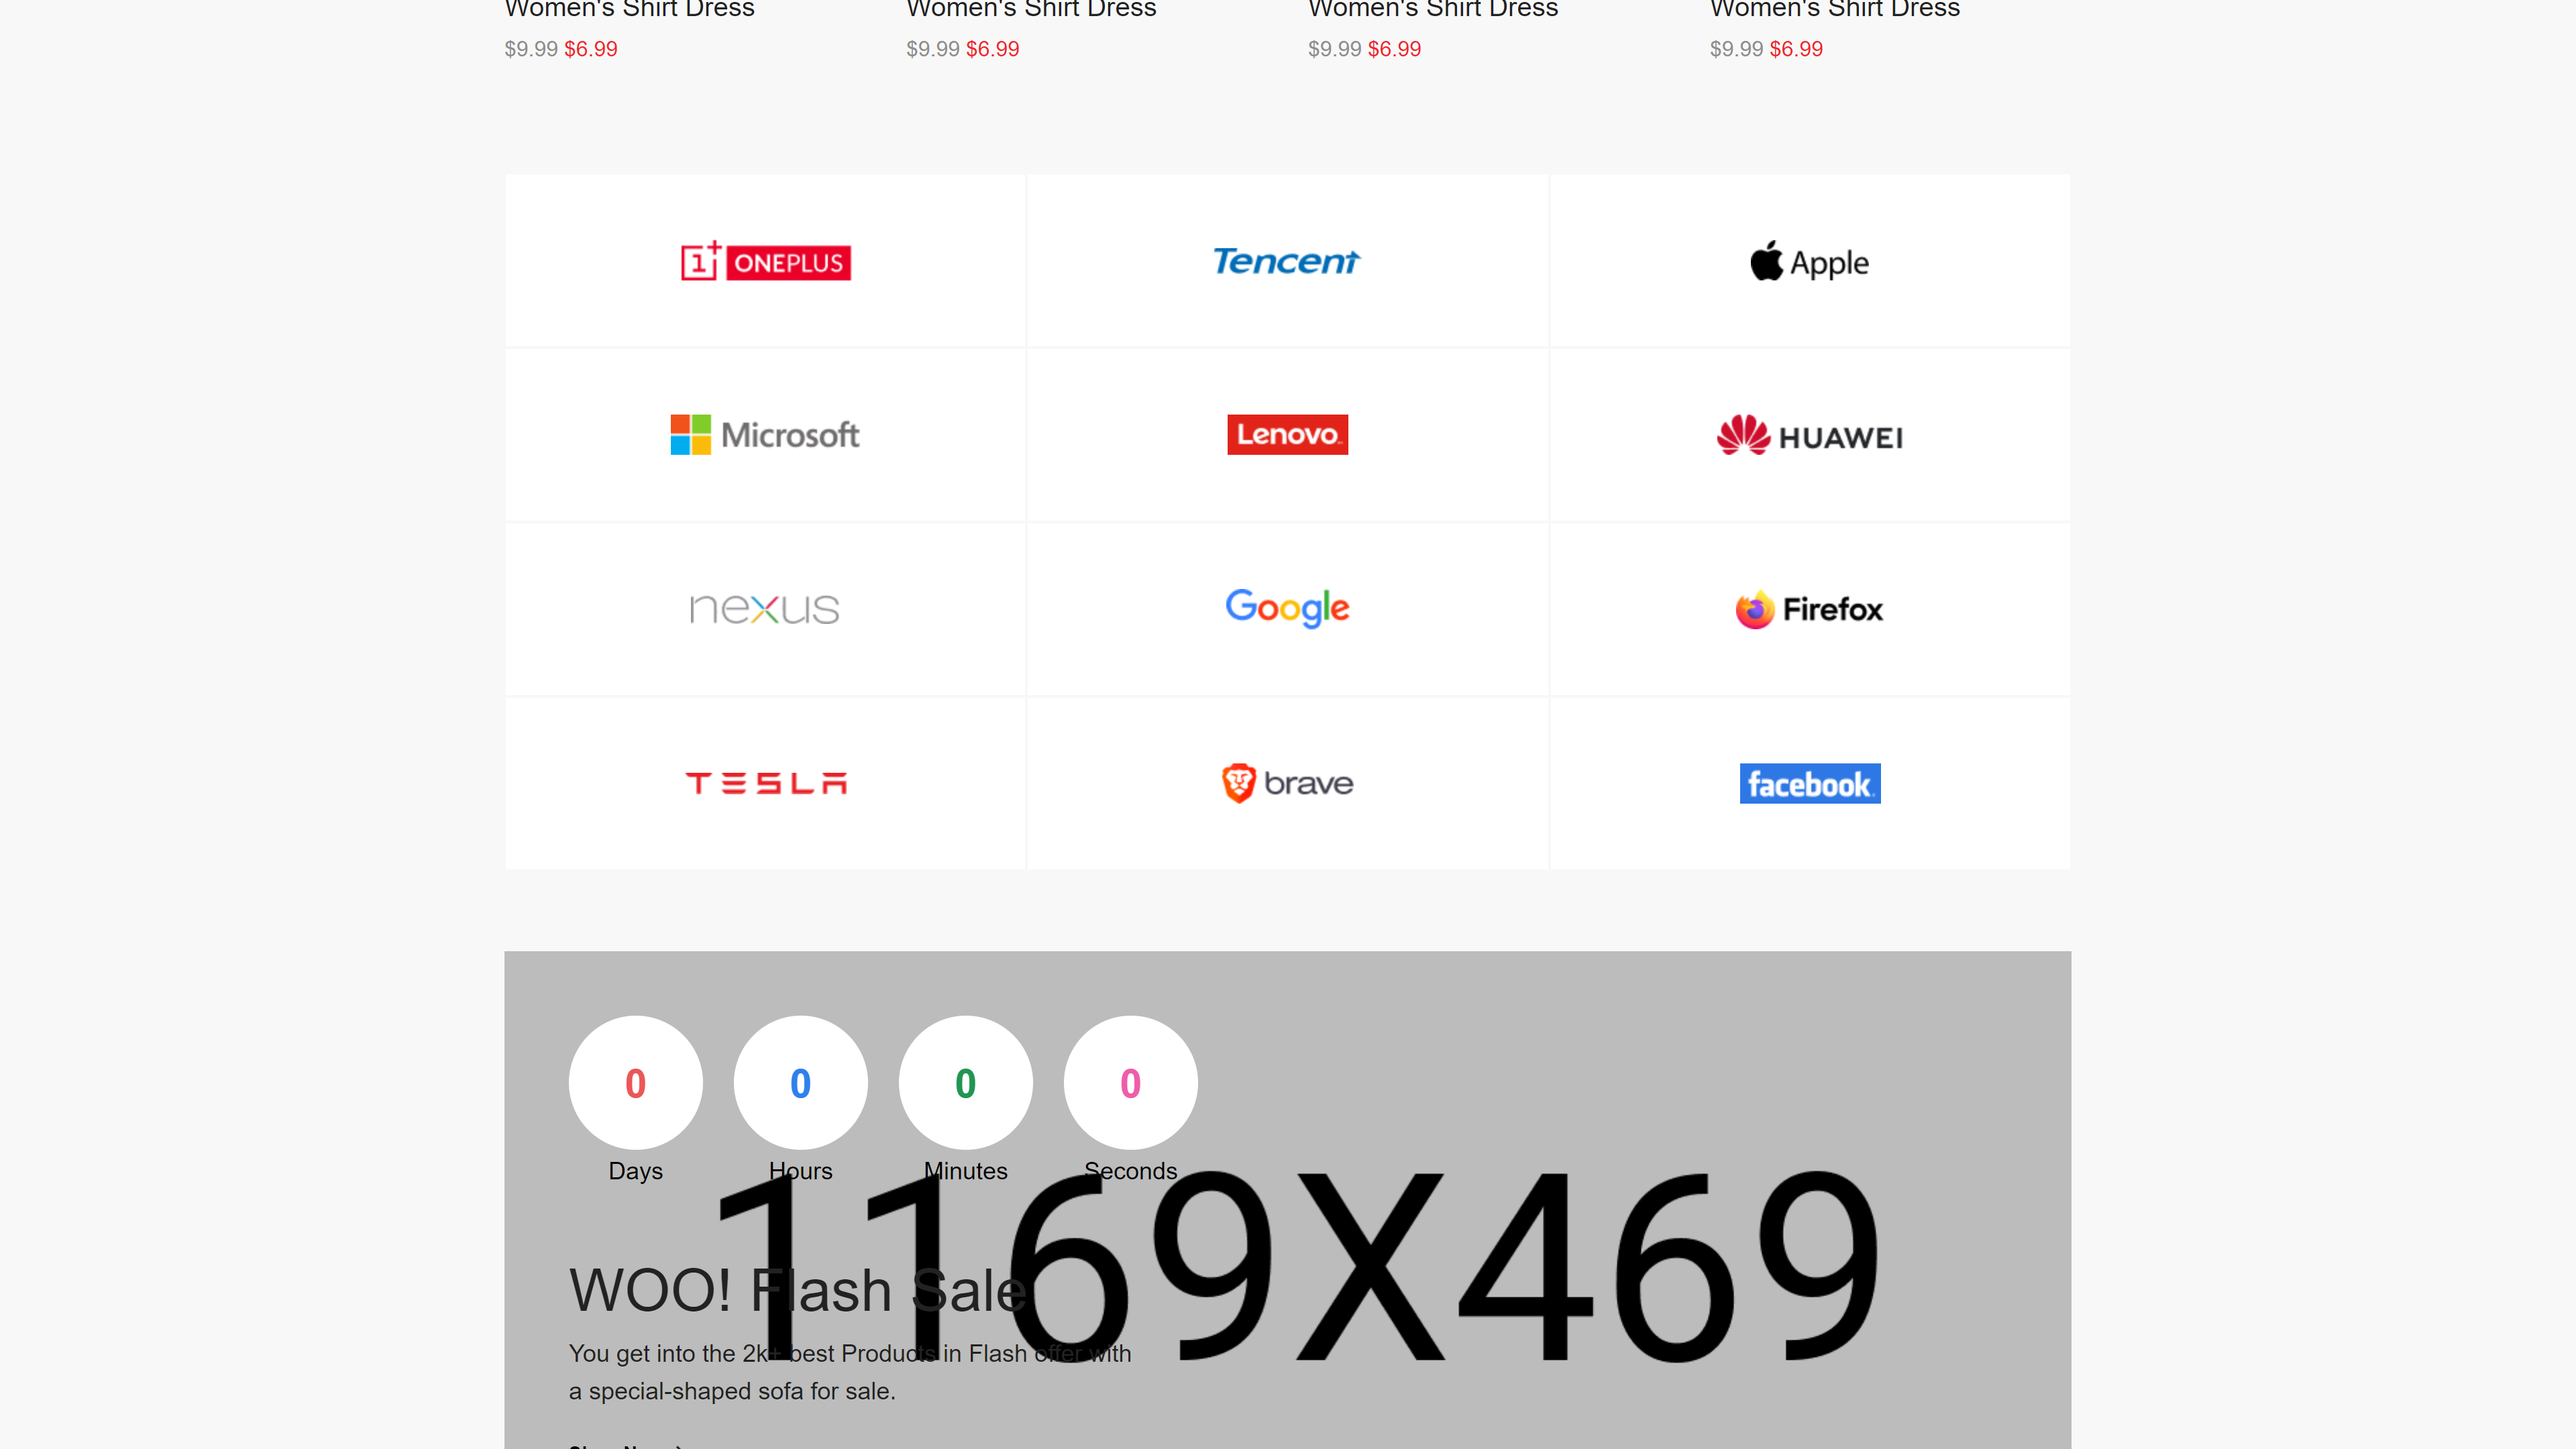 Women's Shirt Dress Women's Shirt Dress Women's Shirt Dress Women's Shirt Dress
$9.99 $6.99 $9.99 $6.99 $9.99 $6.99 $9.99 $6.99
1+ ONEPLUS Tencent Apple
Microsoft Lenovo HUAWEI
nexus Google Firefox
TESLA brave facebook
0 0 0 0
Days Hours Minutes Seconds
1169X469
WOO! Flash Sale
You get into the 2k+ best Products in Flash offer with
a special-shaped sofa for sale.